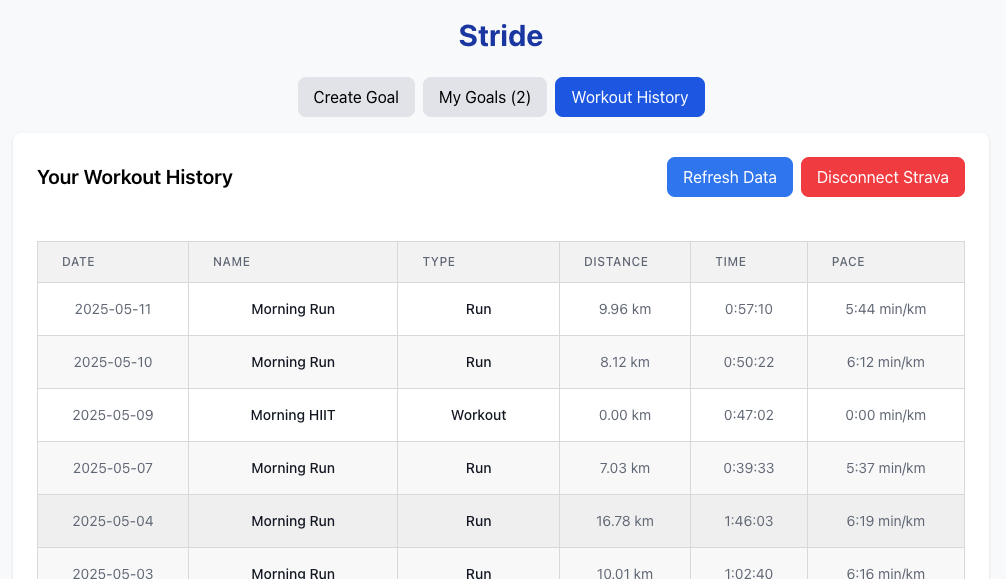 Stride
Create Goal My Goals (2) Workout History
Your Workout History Refresh Data Disconnect Strava
DATE NAME TYPE DISTANCE TIME PACE
2025-05-11 Morning Run Run 9.96 km 0:57:10 5:44 min/km
2025-05-10 Morning Run Run 8.12 km 0:50:22 6:12 min/km
2025-05-09 Morning HIIT Workout 0.00 km 0:47:02 0:00 min/km
2025-05-07 Morning Run Run 7.03 km 0:39:33 5:37 min/km
2025-05-04 Morning Run Run 16.78 km 1:46:03 6:19 min/km
2025-05-03 Morning Run Run 10.01 km 1:02:40 6:16 min/km